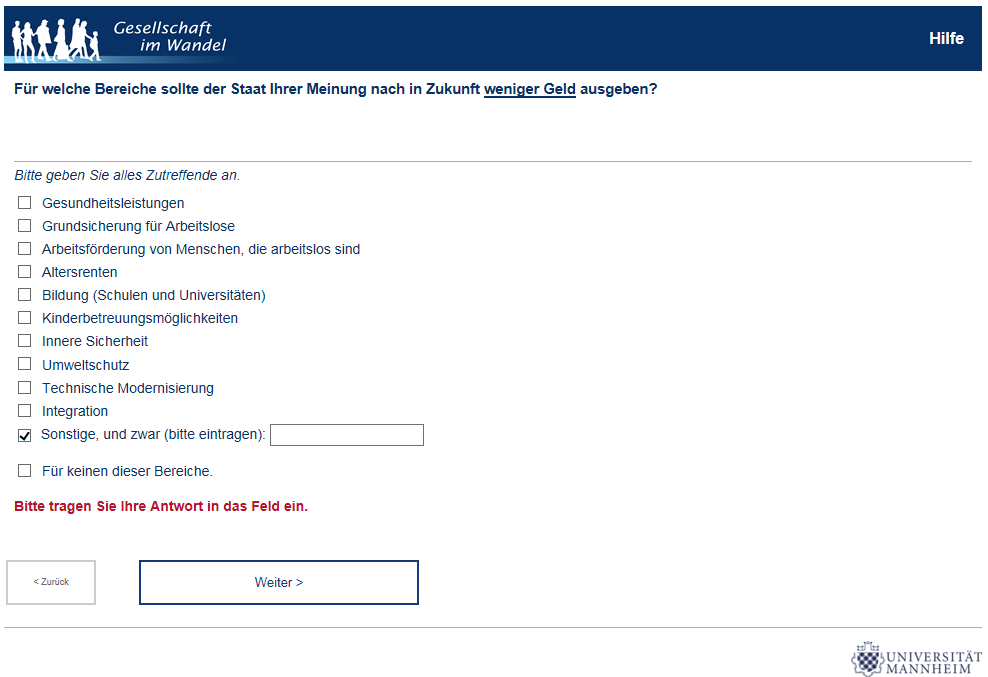 Gesellschaft
im Wandel
Hilfe
Für welche Bereiche sollte der Staat Ihrer Meinung nach in Zukunft weniger Geld ausgeben?
Bitte geben Sie alles Zutreffende an.
Gesundheitsleistungen
Grundsicherung für Arbeitslose
Arbeitsförderung von Menschen, die arbeitslos sind
Altersrenten
Bildung (Schulen und Universitäten)
Kinderbetreuungsmöglichkeiten
Innere Sicherheit
Umweltschutz
Technische Modernisierung
Integration
Sonstige, und zwar (bitte eintragen):
Für keinen dieser Bereiche.
Bitte tragen Sie Ihre Antwort in das Feld ein.
< Zurück
Weiter >
UNIVERSITÄT
MANNHEIM